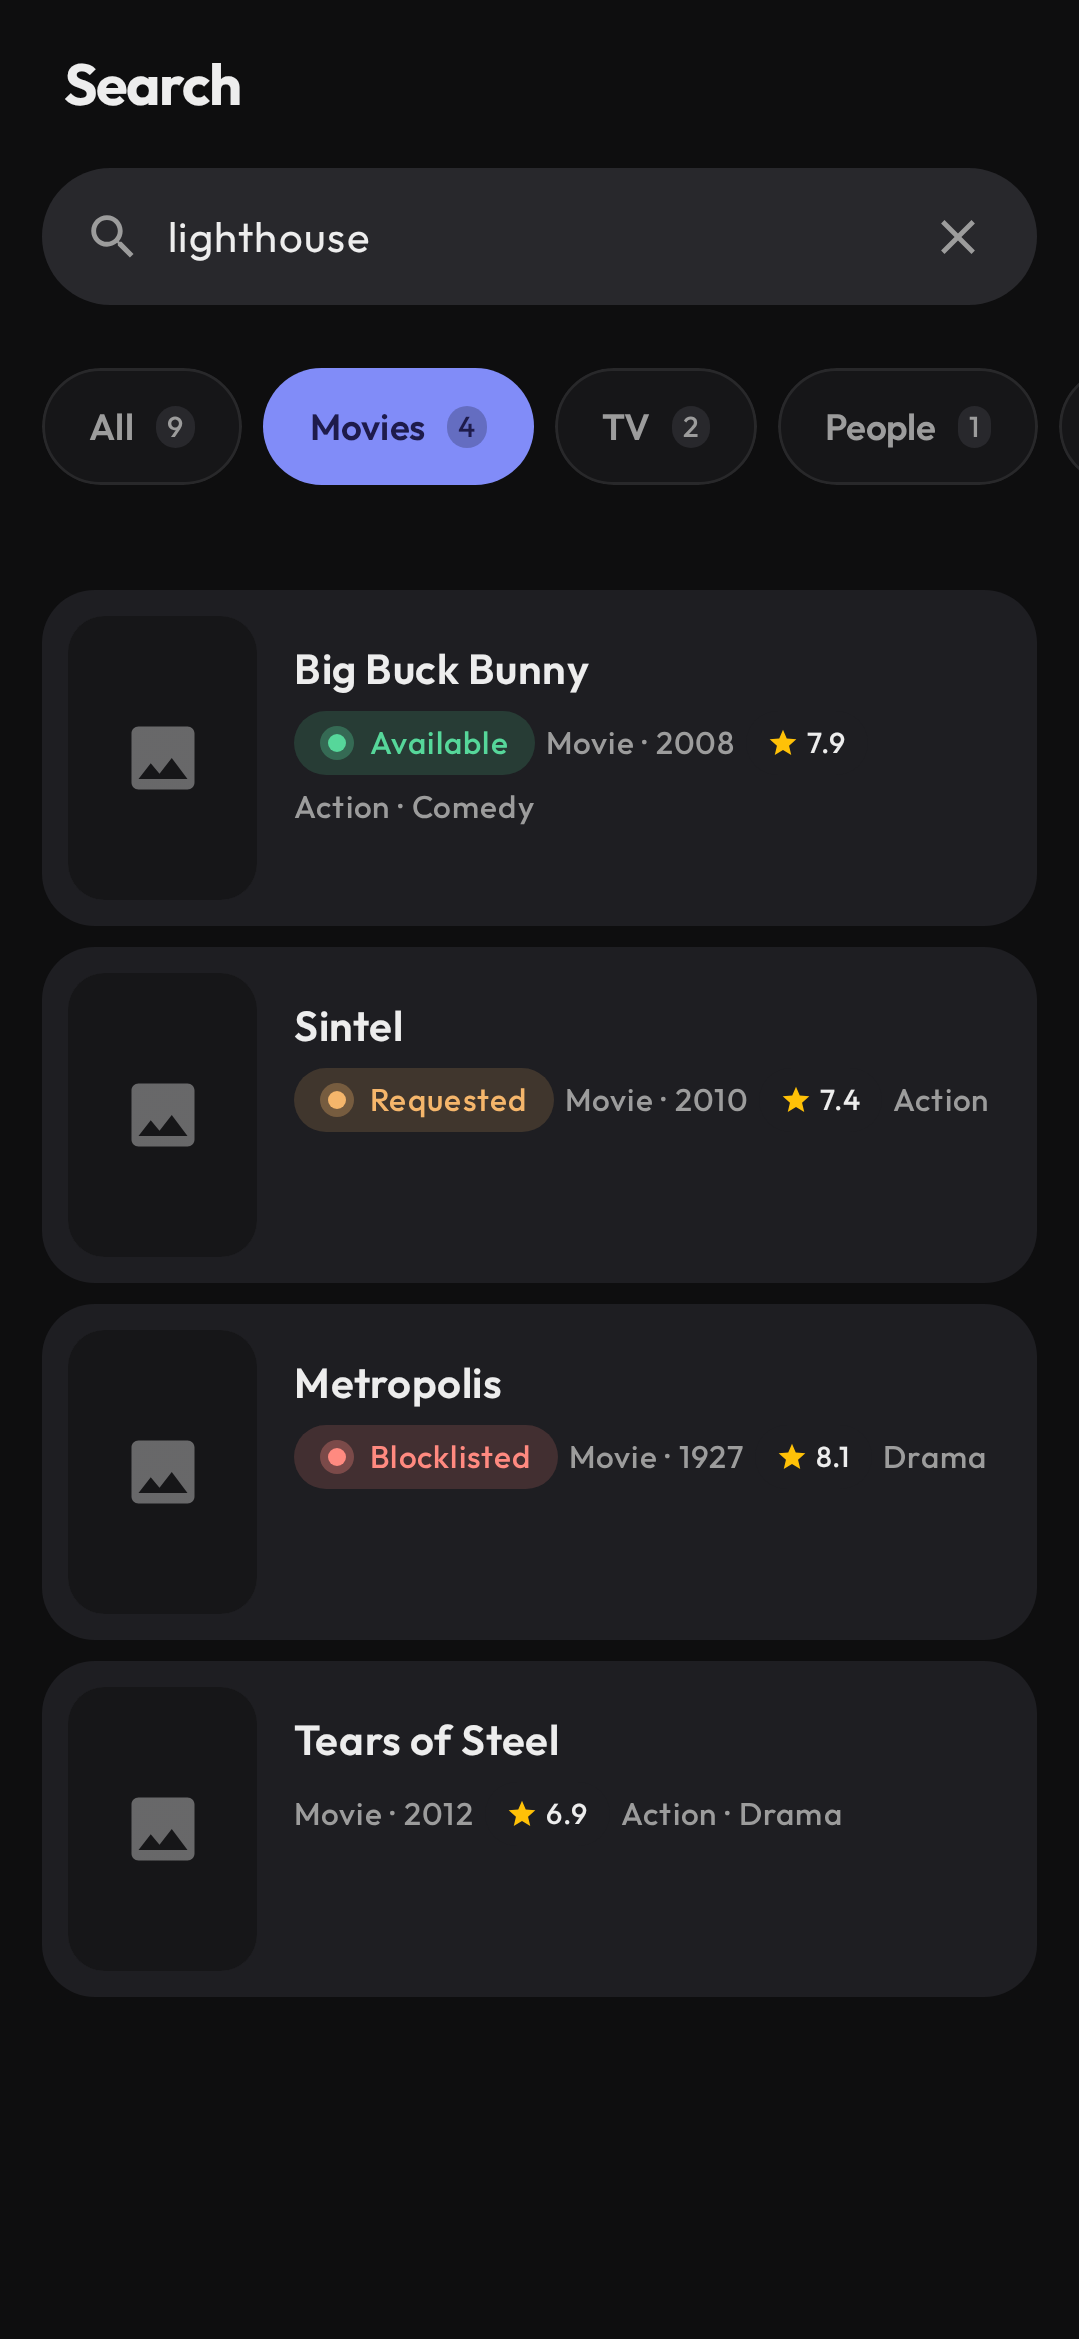 Search
lighthouse
All 9 Movies 4 TV 2 People 1
Big Buck Bunny
Available Movie · 2008 7.9
Action · Comedy
Sintel
Requested Movie · 2010 7.4 Action
Metropolis
Blocklisted Movie · 1927 8.1 Drama
Tears of Steel
Movie · 2012 6.9 Action · Drama